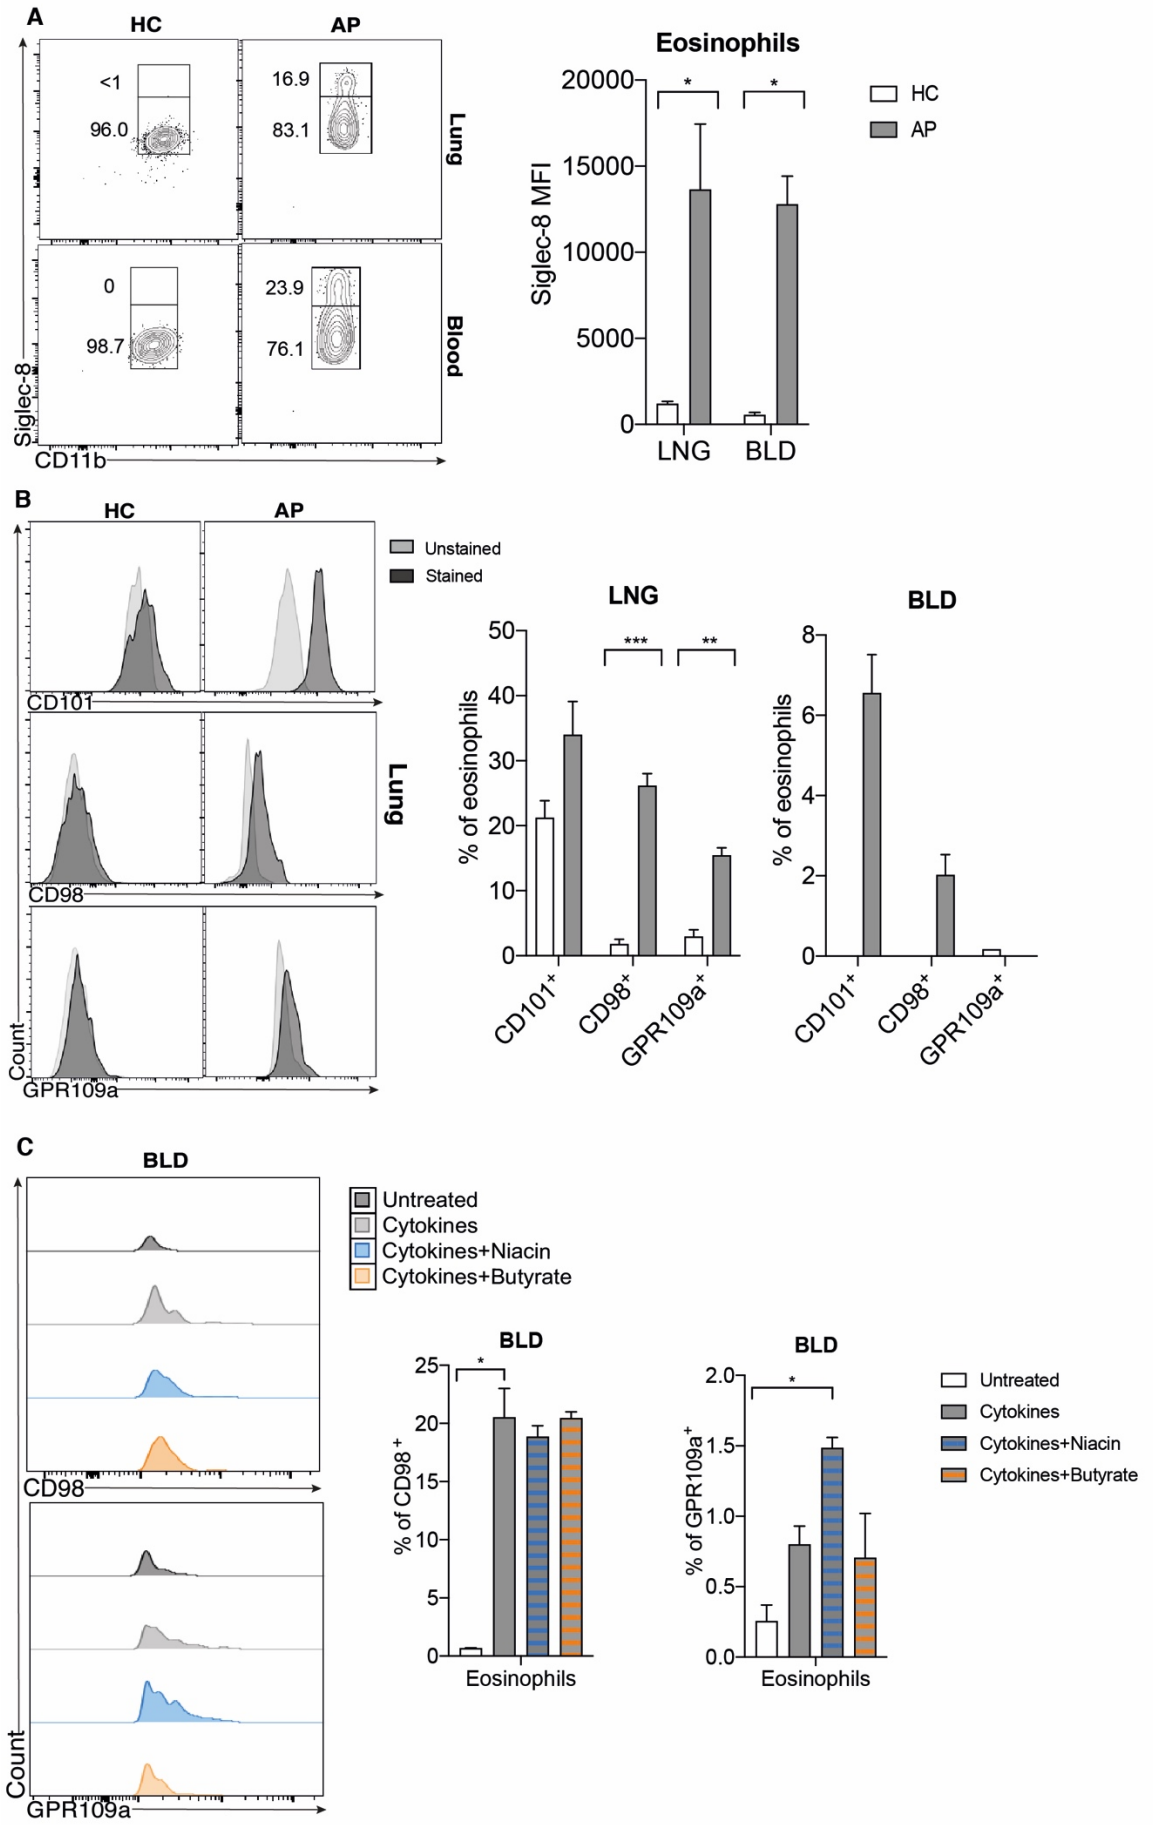 A
HC
AP
<1
96.0
16.9
83.1
Lung
0
98.7
23.9
76.1
Blood
Siglec-8
CD11b
Eosinophils
20000
15000
10000
5000
0
Siglec-8 MFI
*
*
HC
AP
LNG
BLD
B
HC
AP
Unstained
Stained
CD101
CD98
Lung
Count
GPR109a
LNG
50
40
30
20
10
0
% of eosinophils
***
**
CD101+
CD98+
GPR109a+
BLD
8
6
4
2
0
% of eosinophils
CD101+
CD98+
GPR109a+
C
BLD
Untreated
Cytokines
Cytokines+Niacin
Cytokines+Butyrate
CD98
Count
GPR109a
BLD
25
20
15
10
5
0
% of CD98+
*
Eosinophils
BLD
2.0
1.5
1.0
0.5
0.0
% of GPR109a+
*
Eosinophils
Untreated
Cytokines
Cytokines+Niacin
Cytokines+Butyrate